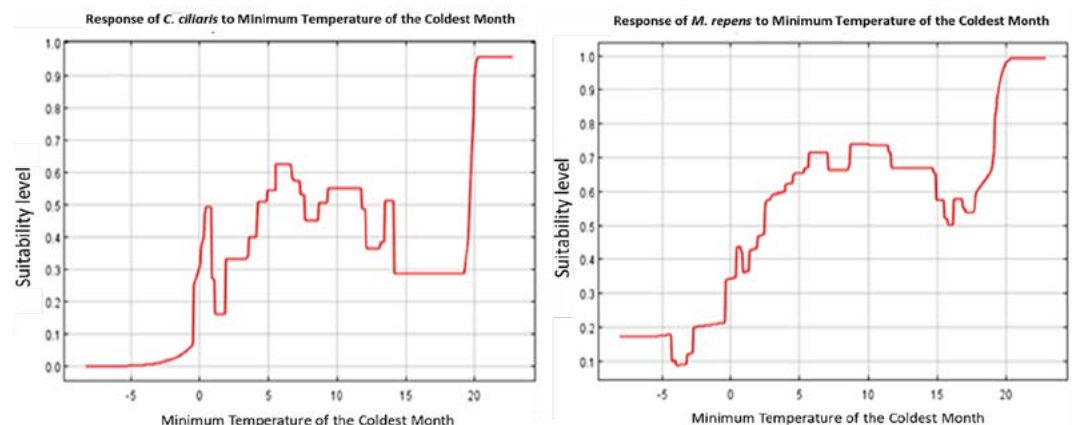 Response of C. ciliaris to Minimum Temperature of the Coldest Month
1.0
0.9
0.8
0.7
0.6
0.5
0.4
0.3
0.2
0.1
0.0
Suitability level
-5 0 5 10 15 20
Minimum Temperature of the Coldest Month
Response of M. repens to Minimum Temperature of the Coldest Month
1.0
0.9
0.8
0.7
0.6
0.5
0.4
0.3
0.2
0.1
Suitability level
-5 0 5 10 15 20
Minimum Temperature of the Coldest Month